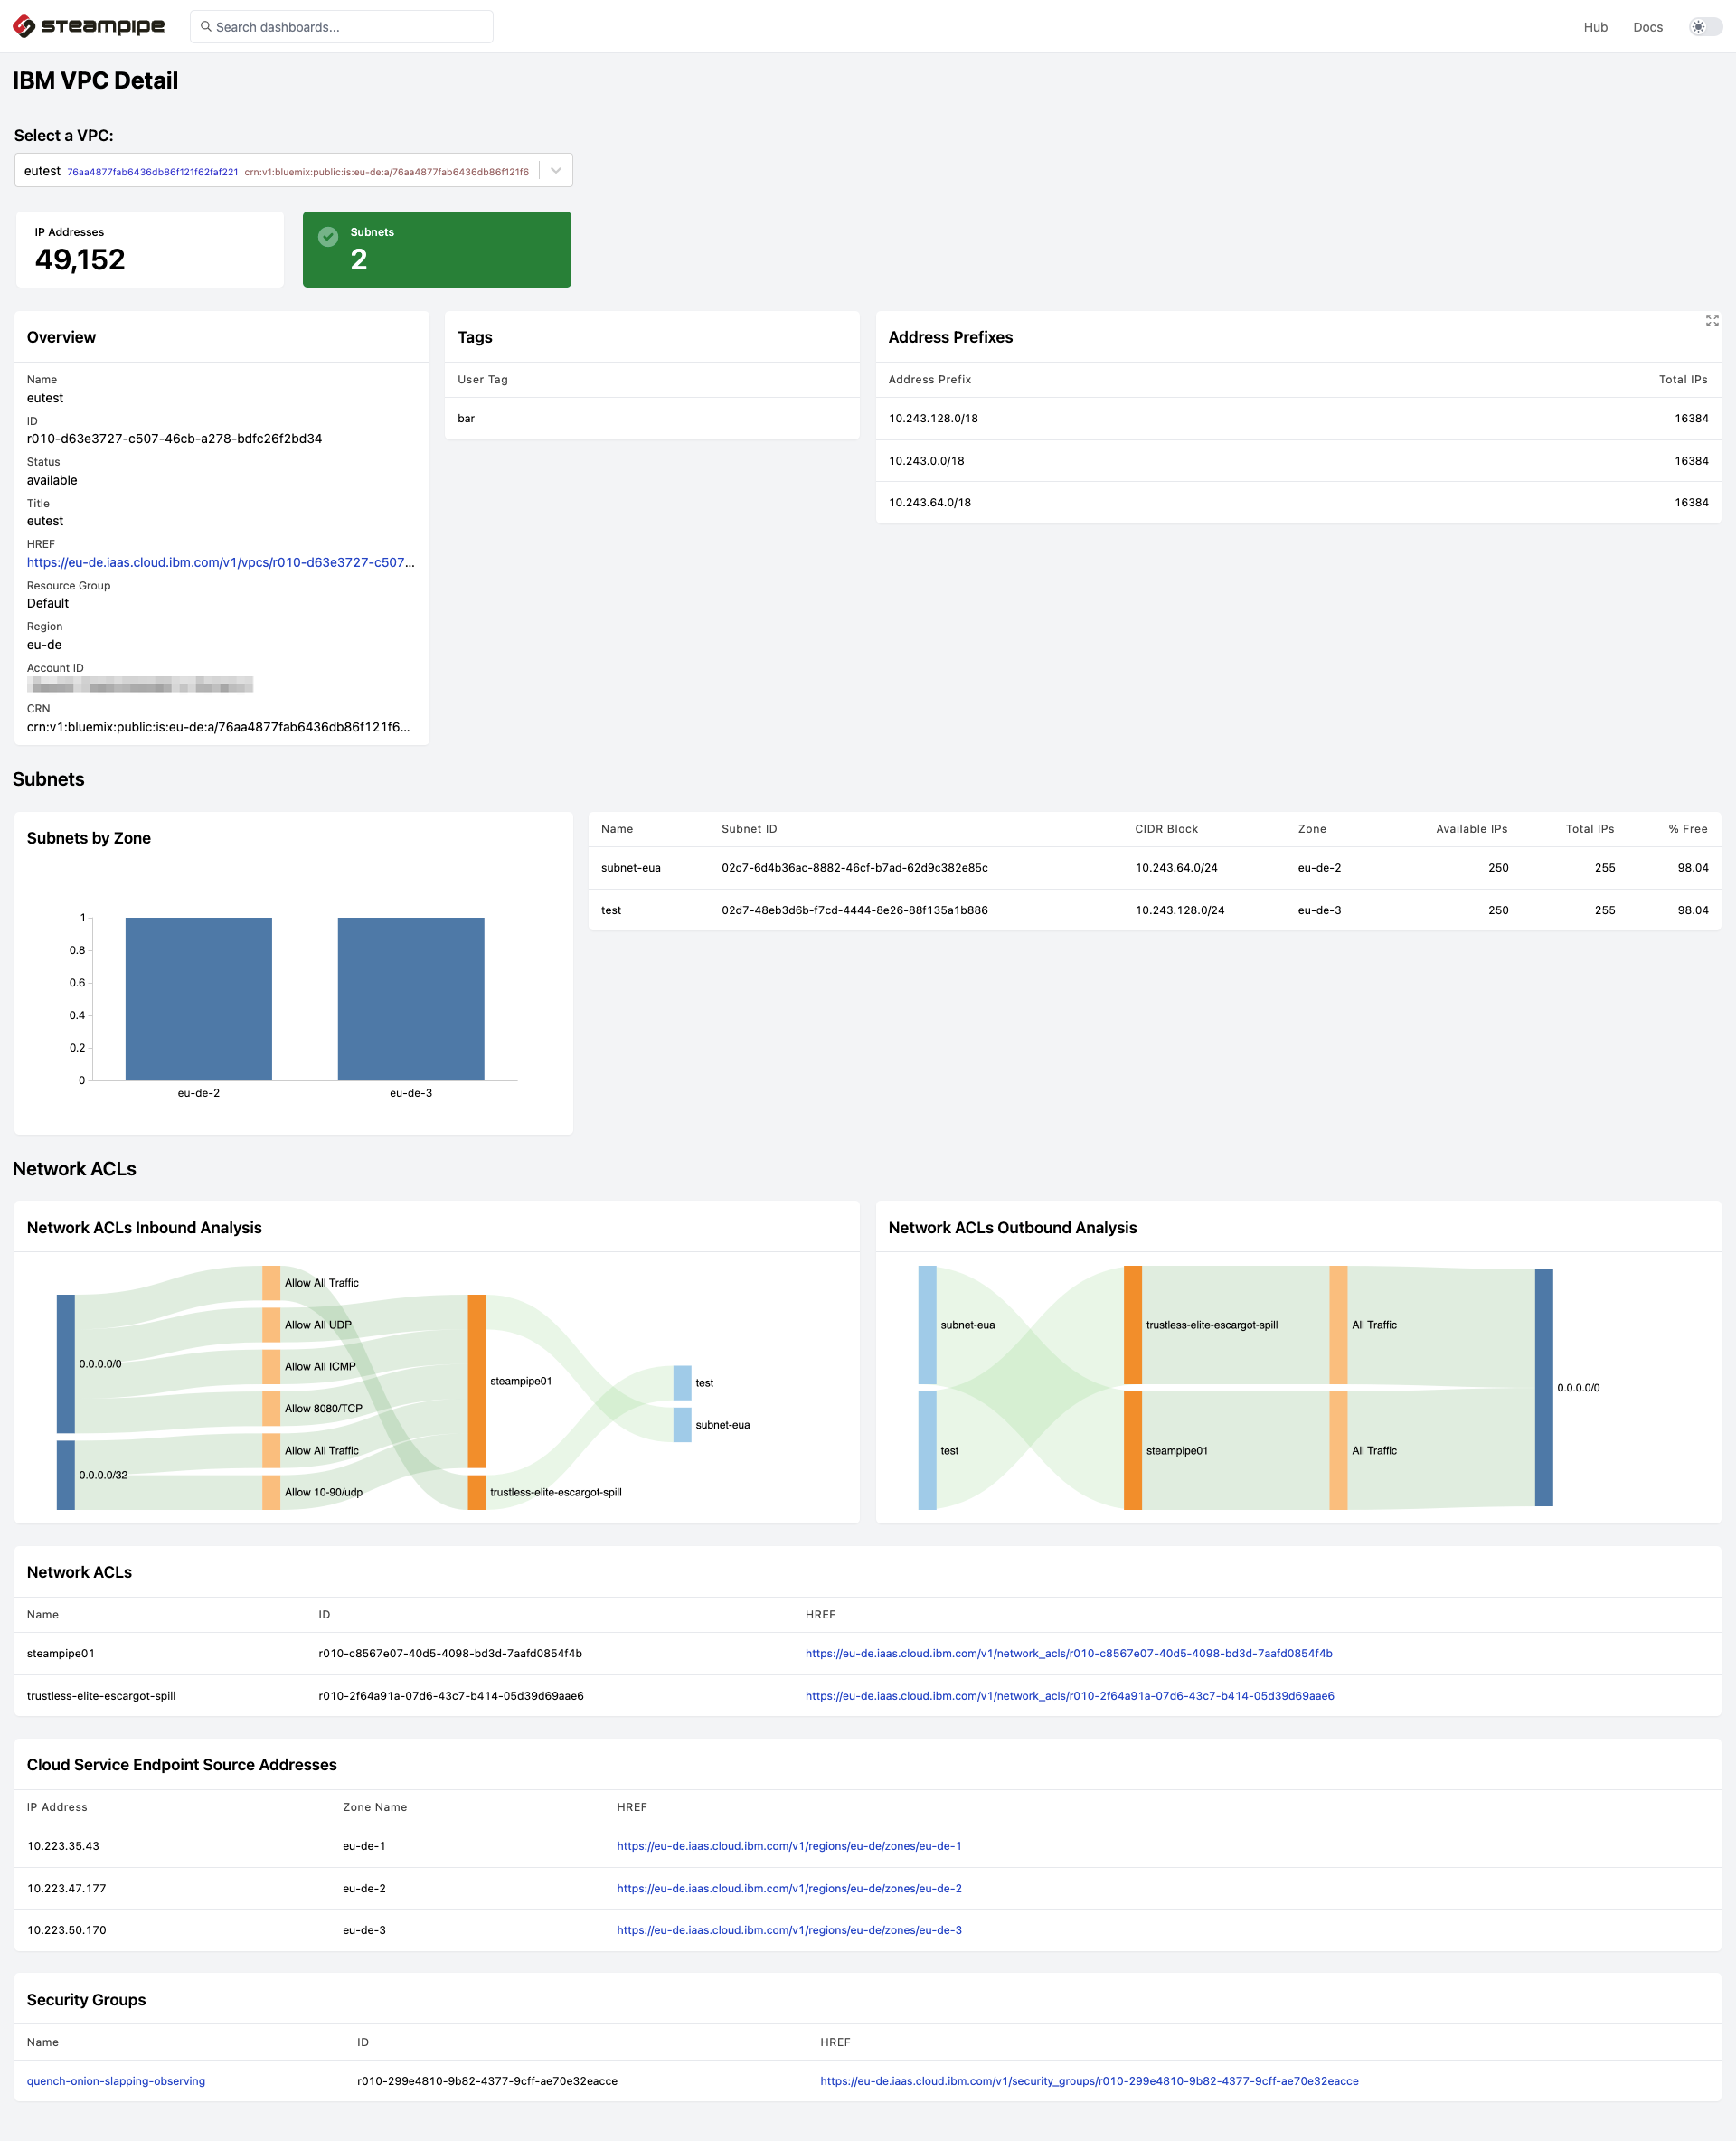 steampipe
Search dashboards...
Hub Docs
IBM VPC Detail
Select a VPC:
eutest 76aa4877fab6436db86f121f62faf221 crn:v1:bluemix:public:is:eu-de:a/76aa4877fab6436db86f121f6
IP Addresses
49,152
Subnets
2
Overview
Name
eutest
ID
r010-d63e3727-c507-46cb-a278-bdfc26f2bd34
Status
available
Title
eutest
HREF
https://eu-de.iaas.cloud.ibm.com/v1/vpcs/r010-d63e3727-c507...
Resource Group
Default
Region
eu-de
Account ID
CRN
crn:v1:bluemix:public:is:eu-de:a/76aa4877fab6436db86f121f6...
Tags
User Tag
bar
Address Prefixes
Address Prefix Total IPs
10.243.128.0/18 16384
10.243.0.0/18 16384
10.243.64.0/18 16384
Subnets
Subnets by Zone
1
0.8
0.6
0.4
0.2
0
eu-de-2 eu-de-3
Name Subnet ID CIDR Block Zone Available IPs Total IPs % Free
subnet-eua 02c7-6d4b36ac-8882-46cf-b7ad-62d9c382e85c 10.243.64.0/24 eu-de-2 250 255 98.04
test 02d7-48eb3d6b-f7cd-4444-8e26-88f135a1b886 10.243.128.0/24 eu-de-3 250 255 98.04
Network ACLs
Network ACLs Inbound Analysis
0.0.0.0/0
0.0.0.0/32
Allow All Traffic
Allow All UDP
Allow All ICMP
Allow 8080/TCP
Allow All Traffic
Allow 10-90/udp
steampipe01
trustless-elite-escargot-spill
test
subnet-eua
Network ACLs Outbound Analysis
subnet-eua
test
trustless-elite-escargot-spill
steampipe01
All Traffic
All Traffic
0.0.0.0/0
Network ACLs
Name ID HREF
steampipe01 r010-c8567e07-40d5-4098-bd3d-7aafd0854f4b https://eu-de.iaas.cloud.ibm.com/v1/network_acls/r010-c8567e07-40d5-4098-bd3d-7aafd0854f4b
trustless-elite-escargot-spill r010-2f64a91a-07d6-43c7-b414-05d39d69aae6 https://eu-de.iaas.cloud.ibm.com/v1/network_acls/r010-2f64a91a-07d6-43c7-b414-05d39d69aae6
Cloud Service Endpoint Source Addresses
IP Address Zone Name HREF
10.223.35.43 eu-de-1 https://eu-de.iaas.cloud.ibm.com/v1/regions/eu-de/zones/eu-de-1
10.223.47.177 eu-de-2 https://eu-de.iaas.cloud.ibm.com/v1/regions/eu-de/zones/eu-de-2
10.223.50.170 eu-de-3 https://eu-de.iaas.cloud.ibm.com/v1/regions/eu-de/zones/eu-de-3
Security Groups
Name ID HREF
quench-onion-slapping-observing r010-299e4810-9b82-4377-9cff-ae70e32eacce https://eu-de.iaas.cloud.ibm.com/v1/security_groups/r010-299e4810-9b82-4377-9cff-ae70e32eacce